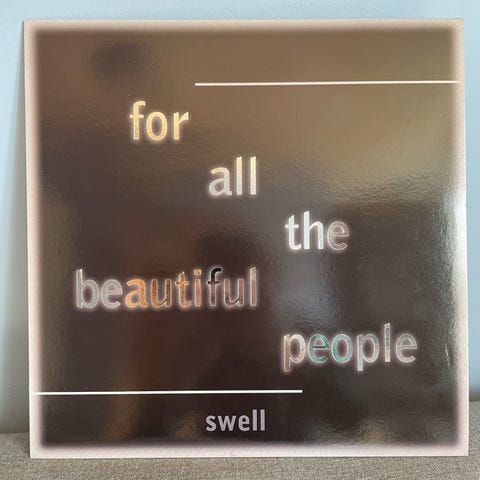 for
all
the
beautiful
people
swell